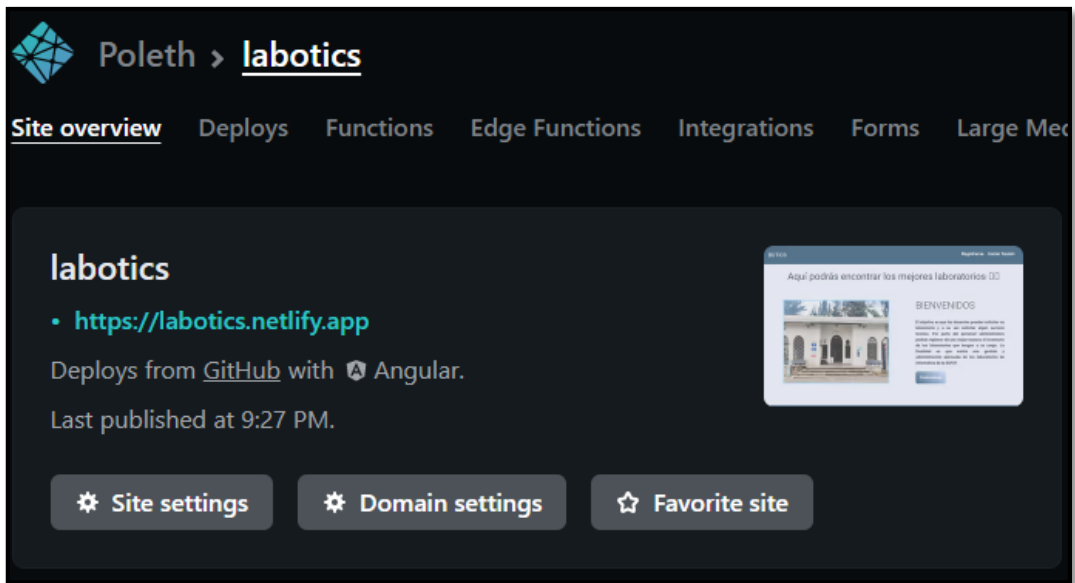 Poleth > labotics
Site overview Deploys Functions Edge Functions Integrations Forms Large Med
labotics
• https://labotics.netlify.app
Deploys from GitHub with Angular.
Last published at 9:27 PM.
Site settings Domain settings Favorite site
Aquí podrás encontrar los mejores laboratorios
BIENVENIDOS